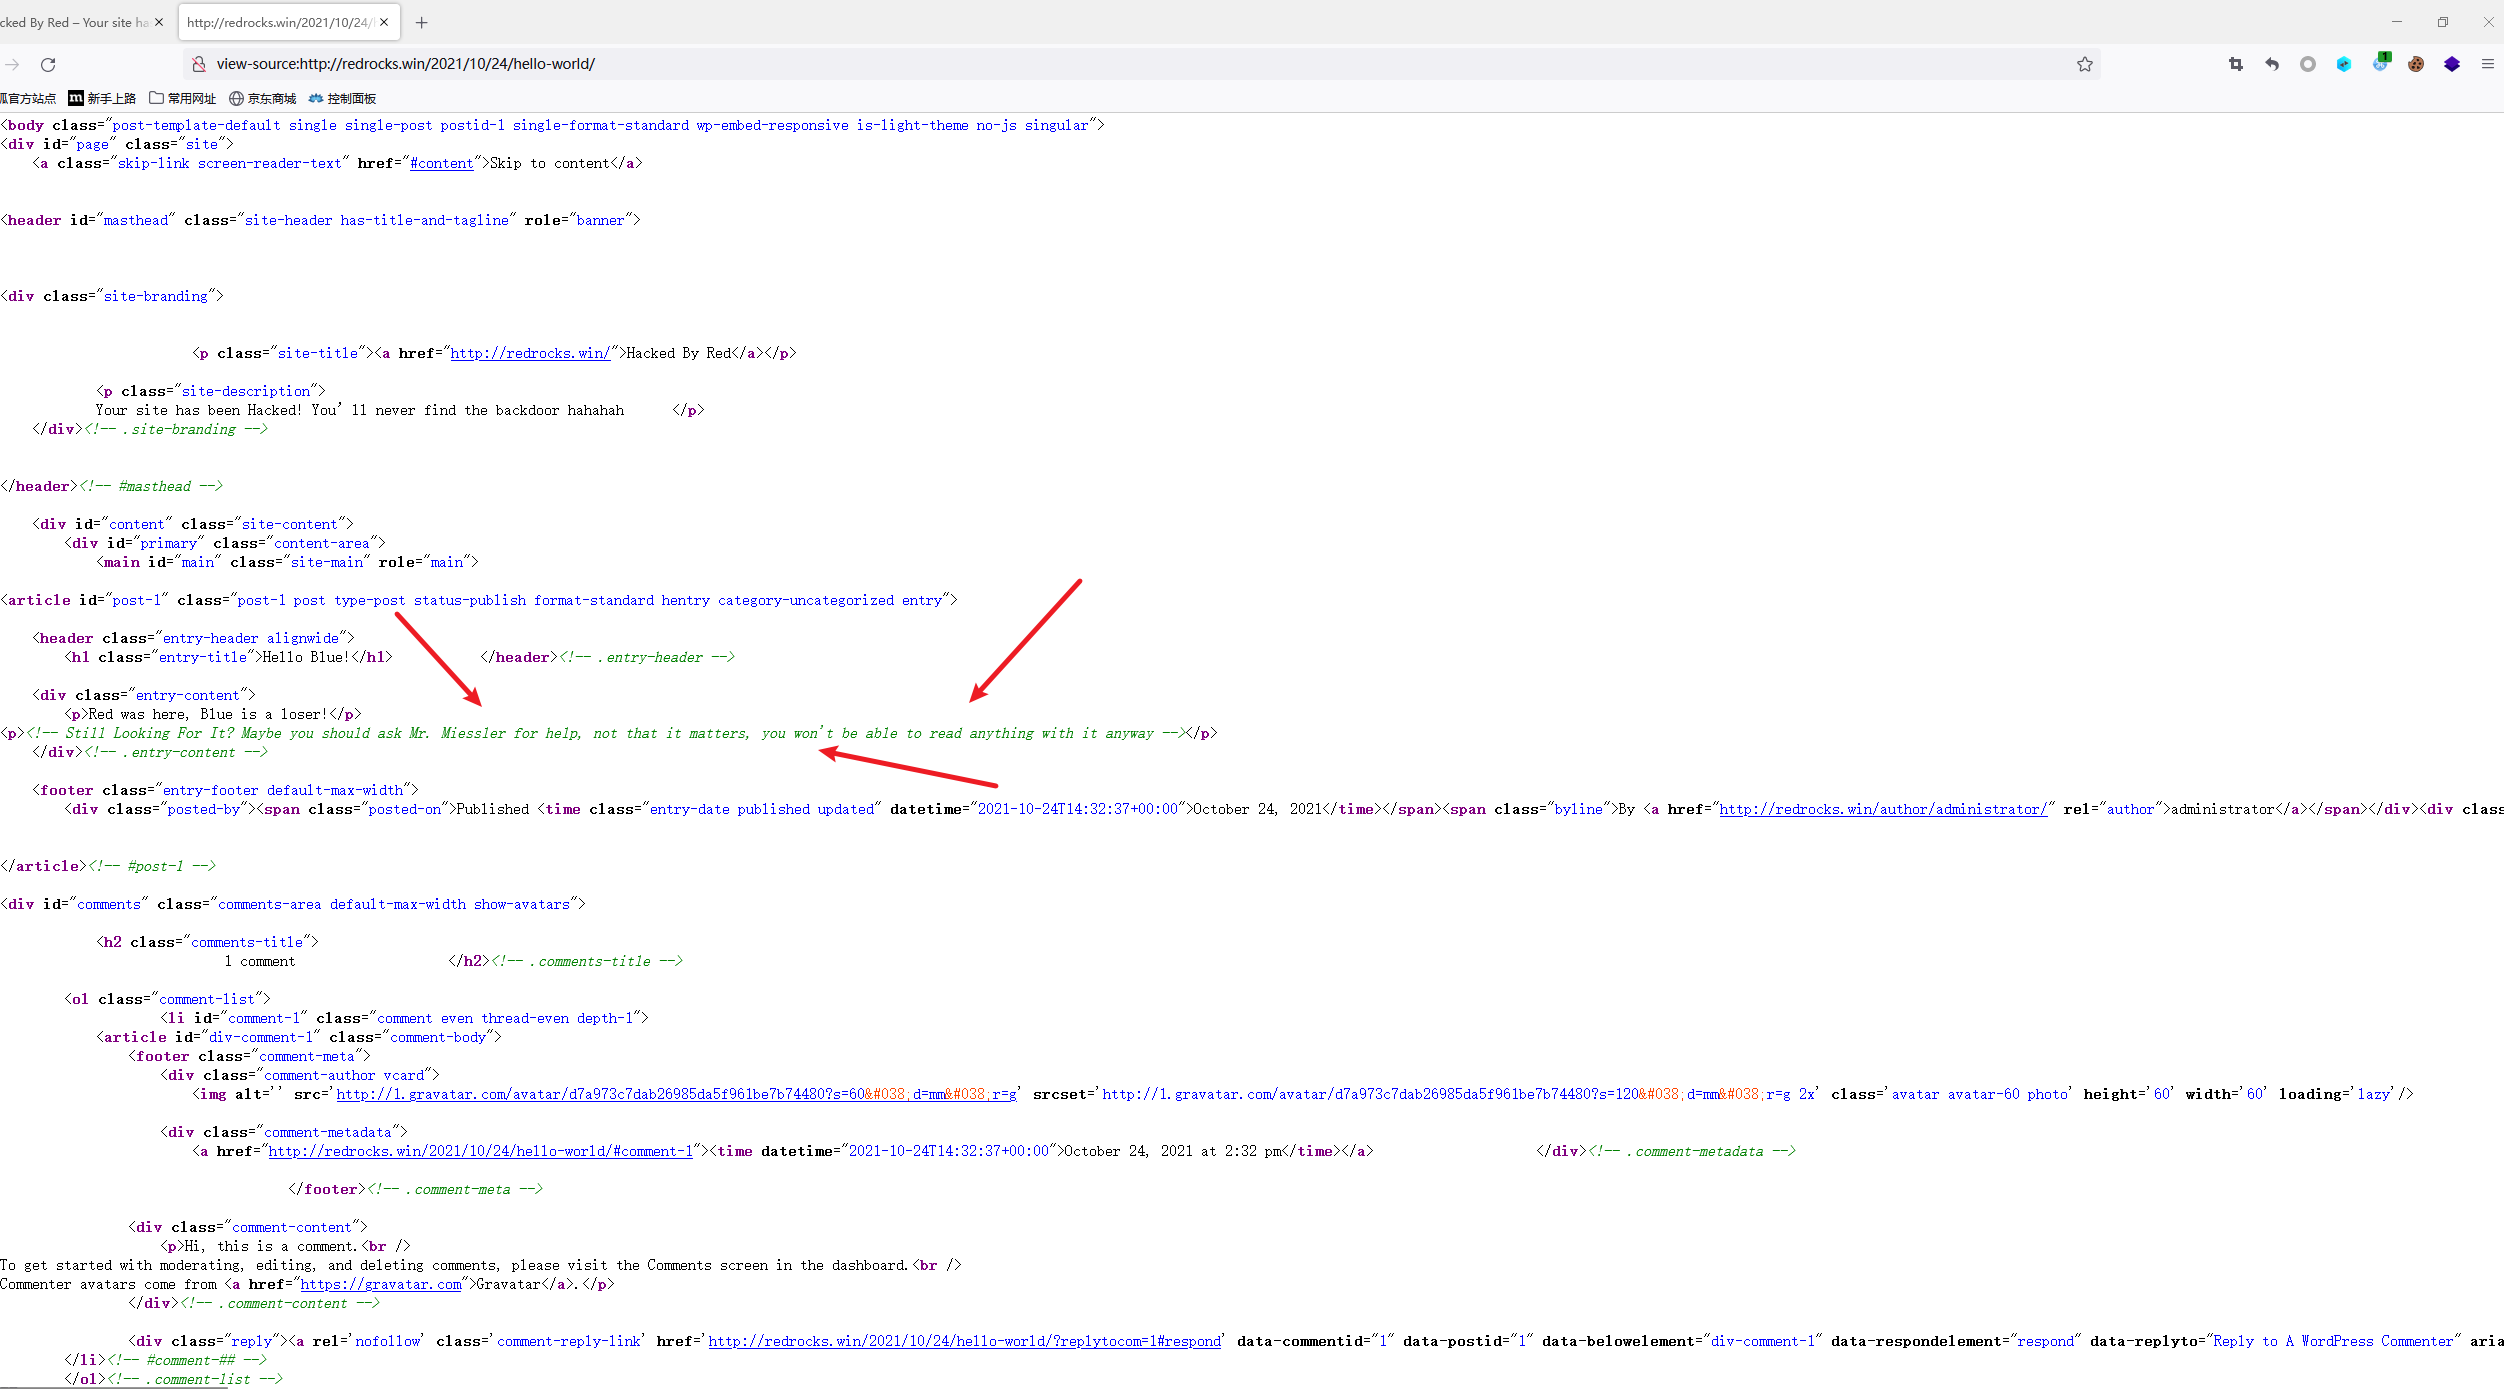 cked By Red – Your site ha
http://redrocks.win/2021/10/24/
view-source:http://redrocks.win/2021/10/24/hello-world/
1
狐官方站点 m 新手上路 常用网址 京东商城 控制面板
<body class="post-template-default single single-post postid-1 single-format-standard wp-embed-responsive is-light-theme no-js singular">
<div id="page" class="site">
<a class="skip-link screen-reader-text" href="#content">Skip to content</a>
<header id="masthead" class="site-header has-title-and-tagline" role="banner">
<div class="site-branding">
<p class="site-title"><a href="http://redrocks.win/">Hacked By Red</a></p>
<p class="site-description">
Your site has been Hacked! You’ll never find the backdoor hahahah </p>
</div><!-- .site-branding -->
</header><!-- #masthead -->
<div id="content" class="site-content">
<div id="primary" class="content-area">
<main id="main" class="site-main" role="main">
<article id="post-1" class="post-1 post type-post status-publish format-standard hentry category-uncategorized entry">
<header class="entry-header alignwide">
<h1 class="entry-title">Hello Blue!</h1> </header><!-- .entry-header -->
<div class="entry-content">
<p>Red was here, Blue is a loser!</p>
<p><!-- Still Looking For It? Maybe you should ask Mr. Miessler for help, not that it matters, you won't be able to read anything with it anyway --></p>
</div><!-- .entry-content -->
<footer class="entry-footer default-max-width">
<div class="posted-by"><span class="posted-on">Published <time class="entry-date published updated" datetime="2021-10-24T14:32:37+00:00">October 24, 2021</time></span><span class="byline">By <a href="http://redrocks.win/author/administrator/" rel="author">administrator</a></span></div><div clas
</article><!-- #post-1 -->
<div id="comments" class="comments-area default-max-width show-avatars">
<h2 class="comments-title">
1 comment </h2><!-- .comments-title -->
<ol class="comment-list">
<li id="comment-1" class="comment even thread-even depth-1">
<article id="div-comment-1" class="comment-body">
<footer class="comment-meta">
<div class="comment-author vcard">
<img alt='' src='http://1.gravatar.com/avatar/d7a973c7dab26985da5f961be7b74480?s=60&#038;d=mm&#038;r=g' srcset='http://1.gravatar.com/avatar/d7a973c7dab26985da5f961be7b74480?s=120&#038;d=mm&#038;r=g 2x' class='avatar avatar-60 photo' height='60' width='60' loading='lazy'/>
<div class="comment-metadata">
<a href="http://redrocks.win/2021/10/24/hello-world/#comment-1"><time datetime="2021-10-24T14:32:37+00:00">October 24, 2021 at 2:32 pm</time></a> </div><!-- .comment-metadata -->
</footer><!-- .comment-meta -->
<div class="comment-content">
<p>Hi, this is a comment.<br />
To get started with moderating, editing, and deleting comments, please visit the Comments screen in the dashboard.<br />
Commenter avatars come from <a href="https://gravatar.com">Gravatar</a>.</p>
</div><!-- .comment-content -->
<div class="reply"><a rel='nofollow' class='comment-reply-link' href='http://redrocks.win/2021/10/24/hello-world/?replytocom=1#respond' data-commentid="1" data-postid="1" data-belowelement="div-comment-1" data-respondelement="respond" data-replyto="Reply to A WordPress Commenter" aria
</li><!-- #comment-## -->
</ol><!-- .comment-list -->